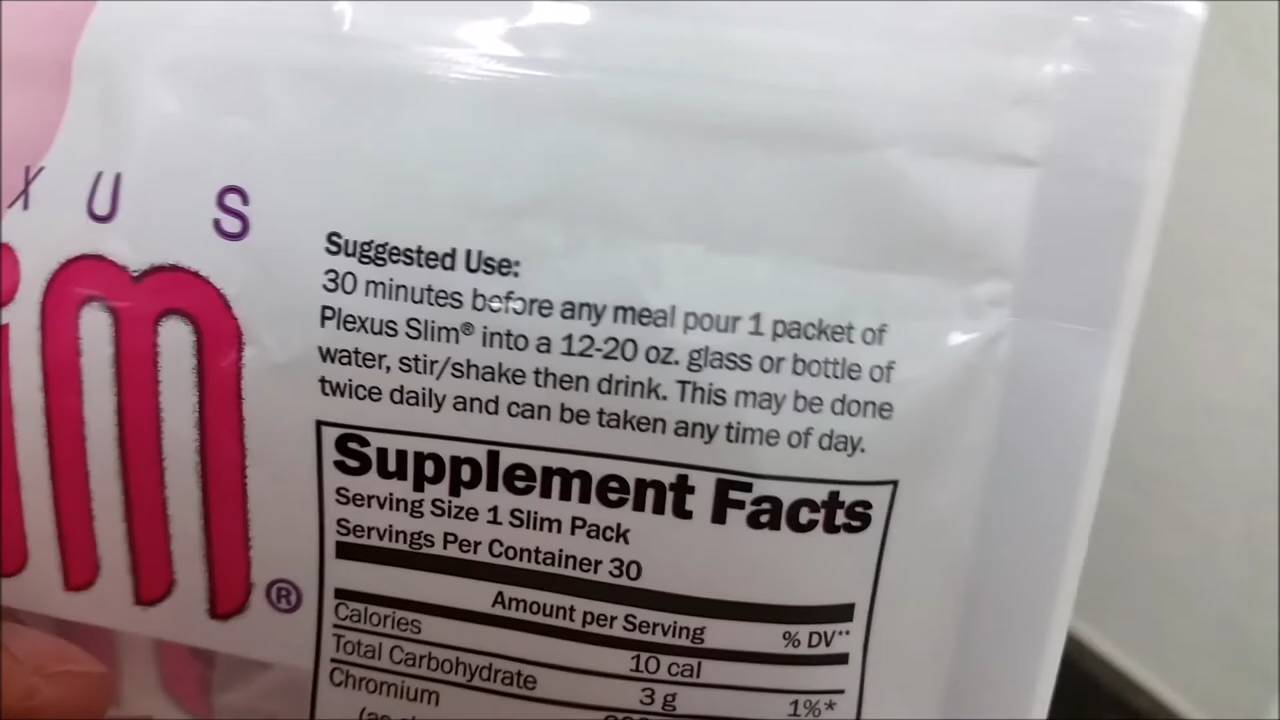 X U S
im®
Suggested Use:
30 minutes before any meal pour 1 packet of
Plexus Slim® into a 12-20 oz. glass or bottle of
water, stir/shake then drink. This may be done
twice daily and can be taken any time of day.
Supplement Facts
Serving Size 1 Slim Pack
Servings Per Container 30
Amount per Serving % DV**
Calories 10 cal
Total Carbohydrate 3 g 1%*
Chromium